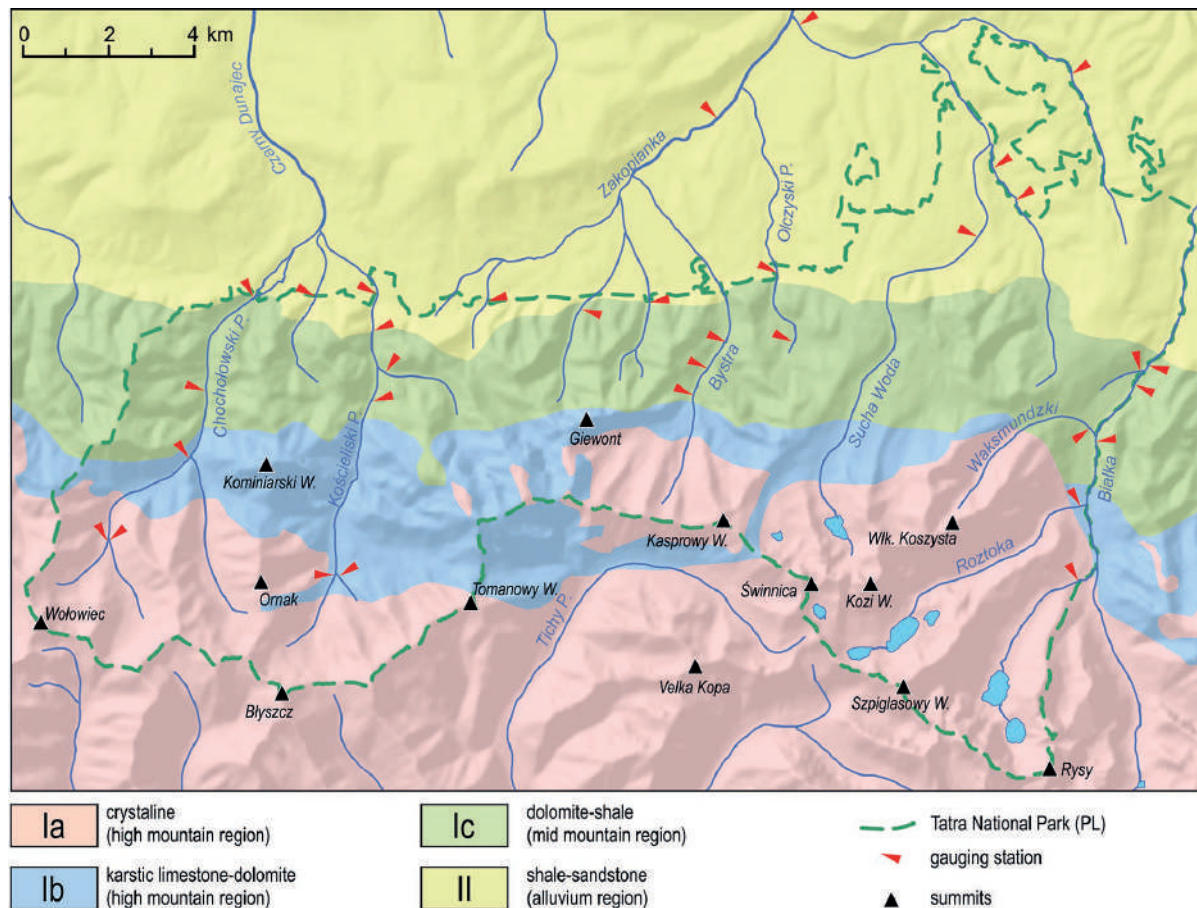 0 2 4 km
Czarny Dunajec
Zakopianka
Olczyski P.
Chochołowski P.
Kościeliski P.
Bystra
Sucha Woda
Waksmundzki
Białka
Giewont
Kominiarski W.
Kasprowy W.
Wlk. Koszysta
Roztoka
Ornak
Tomanowy W.
Świnnica
Kozi W.
Wołowiec
Tichy P.
Velka Kopa
Błyszcz
Szpiglasowy W.
Rysy
Ia
crystaline
(high mountain region)
Ib
karstic limestone-dolomite
(high mountain region)
Ic
dolomite-shale
(mid mountain region)
II
shale-sandstone
(alluvium region)
Tatra National Park (PL)
gauging station
summits